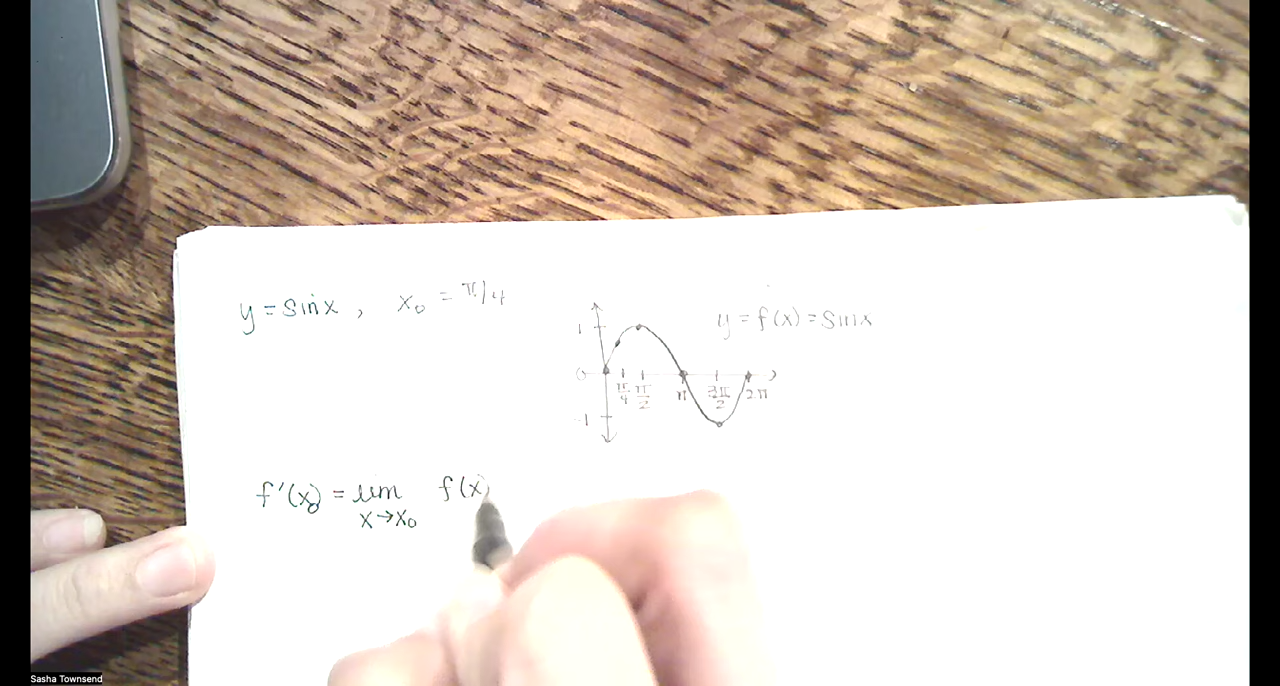 y = sin x , x₀ = π/4
y = f(x) = sin x
1
0
π/4 π/2 π 3π/2 2π
-1
f'(x₀) = lim f(x)
x→x₀
Sasha Townsend